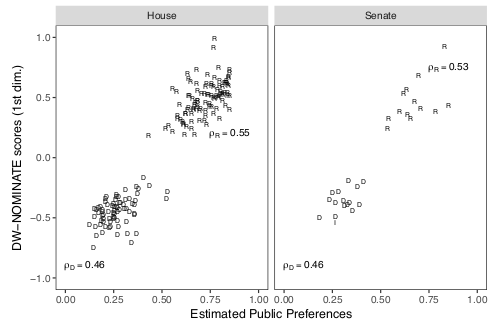 House
Senate
DW−NOMINATE scores (1st dim.)
1.0
0.5
0.0
−0.5
−1.0
ρR = 0.55
ρD = 0.46
ρR = 0.53
ρD = 0.46
0.00 0.25 0.50 0.75 1.00
0.00 0.25 0.50 0.75 1.00
Estimated Public Preferences